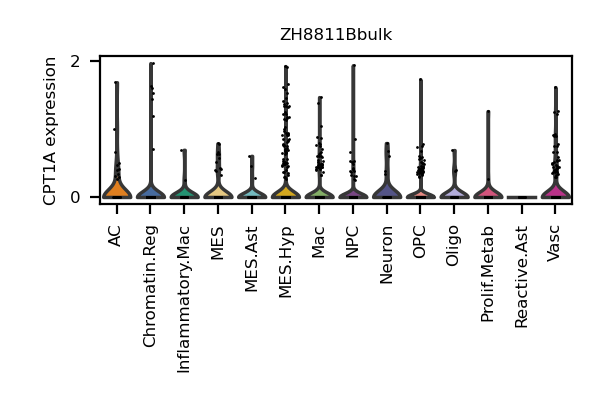 ZH8811Bbulk
CPT1A expression
2
0
AC
Chromatin.Reg
Inflammatory.Mac
MES
MES.Ast
MES.Hyp
Mac
NPC
Neuron
OPC
Oligo
Prolif.Metab
Reactive.Ast
Vasc